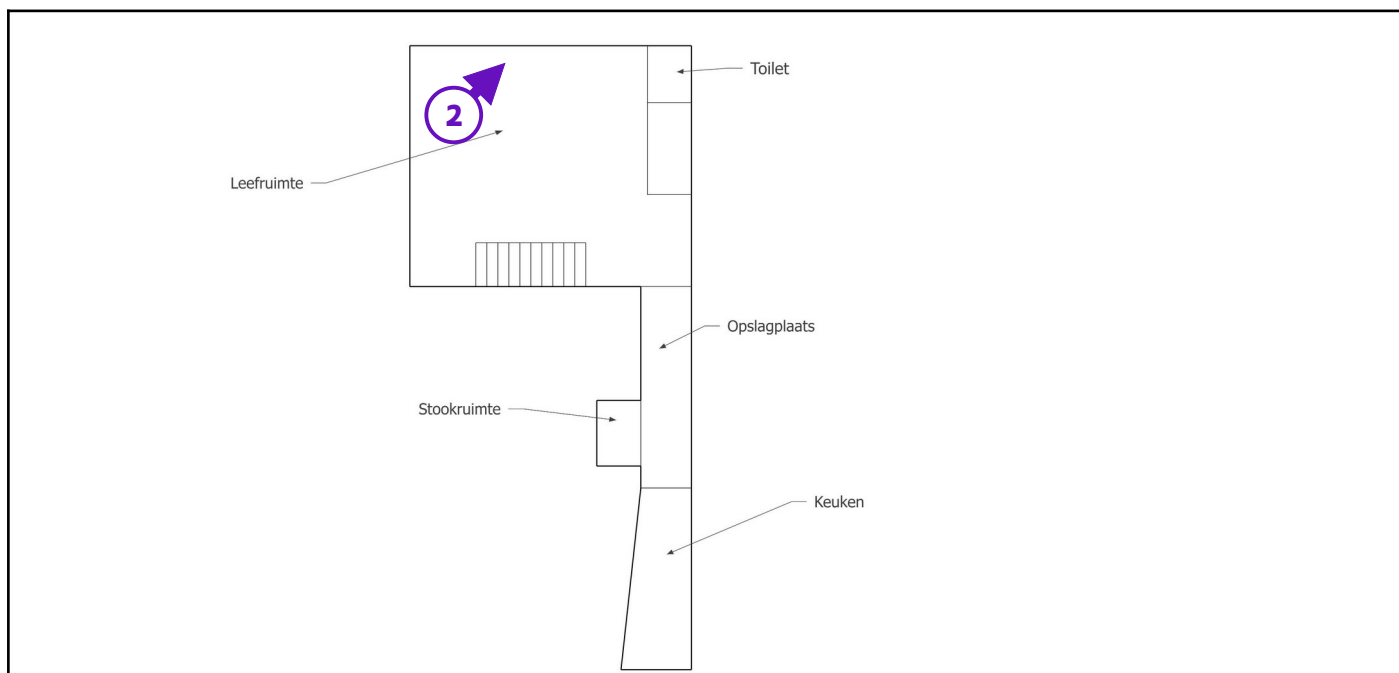 Toilet
2
Leefruimte
Opslagplaats
Stookruimte
Keuken